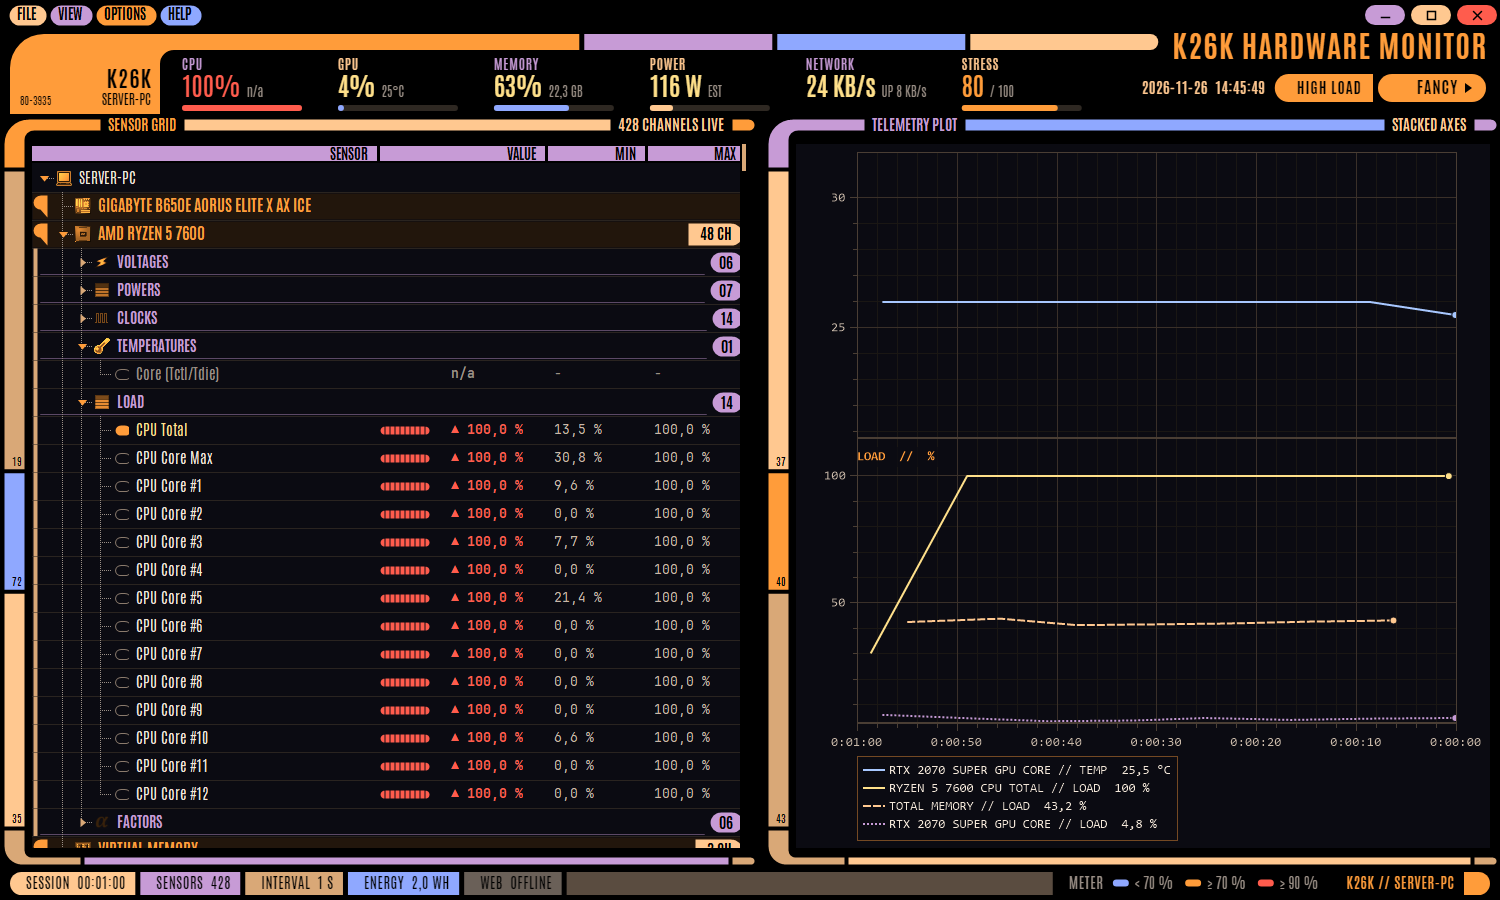 FILE VIEW OPTIONS HELP
K26K HARDWARE MONITOR
K26K
SERVER-PC
80-3935
CPU
100% n/a
GPU
4% 25°C
MEMORY
63% 22,3 GB
POWER
116 W EST
NETWORK
24 KB/s UP 8 KB/s
STRESS
80 / 100
2026-11-26 14:45:49 HIGH LOAD FANCY
SENSOR GRID 428 CHANNELS LIVE
SENSOR VALUE MIN MAX
SERVER-PC
GIGABYTE B650E AORUS ELITE X AX ICE
AMD RYZEN 5 7600 48 CH
VOLTAGES 06
POWERS 07
CLOCKS 14
TEMPERATURES 01
Core (Tctl/Tdie) n/a - -
LOAD 14
CPU Total ▲ 100,0 % 13,5 % 100,0 %
CPU Core Max ▲ 100,0 % 30,8 % 100,0 %
CPU Core #1 ▲ 100,0 % 9,6 % 100,0 %
CPU Core #2 ▲ 100,0 % 0,0 % 100,0 %
CPU Core #3 ▲ 100,0 % 7,7 % 100,0 %
CPU Core #4 ▲ 100,0 % 0,0 % 100,0 %
CPU Core #5 ▲ 100,0 % 21,4 % 100,0 %
CPU Core #6 ▲ 100,0 % 0,0 % 100,0 %
CPU Core #7 ▲ 100,0 % 0,0 % 100,0 %
CPU Core #8 ▲ 100,0 % 0,0 % 100,0 %
CPU Core #9 ▲ 100,0 % 0,0 % 100,0 %
CPU Core #10 ▲ 100,0 % 6,6 % 100,0 %
CPU Core #11 ▲ 100,0 % 0,0 % 100,0 %
CPU Core #12 ▲ 100,0 % 0,0 % 100,0 %
FACTORS 06
VIRTUAL MEMORY 2 CH
19
72
35
TELEMETRY PLOT STACKED AXES
37
40
43
30
25
LOAD // %
100
50
0:01:00 0:00:50 0:00:40 0:00:30 0:00:20 0:00:10 0:00:00
RTX 2070 SUPER GPU CORE // TEMP 25,5 °C
RYZEN 5 7600 CPU TOTAL // LOAD 100 %
TOTAL MEMORY // LOAD 43,2 %
RTX 2070 SUPER GPU CORE // LOAD 4,8 %
SESSION 00:01:00 SENSORS 428 INTERVAL 1 S ENERGY 2,0 WH WEB OFFLINE METER < 70 % ≥ 70 % ≥ 90 % K26K // SERVER-PC